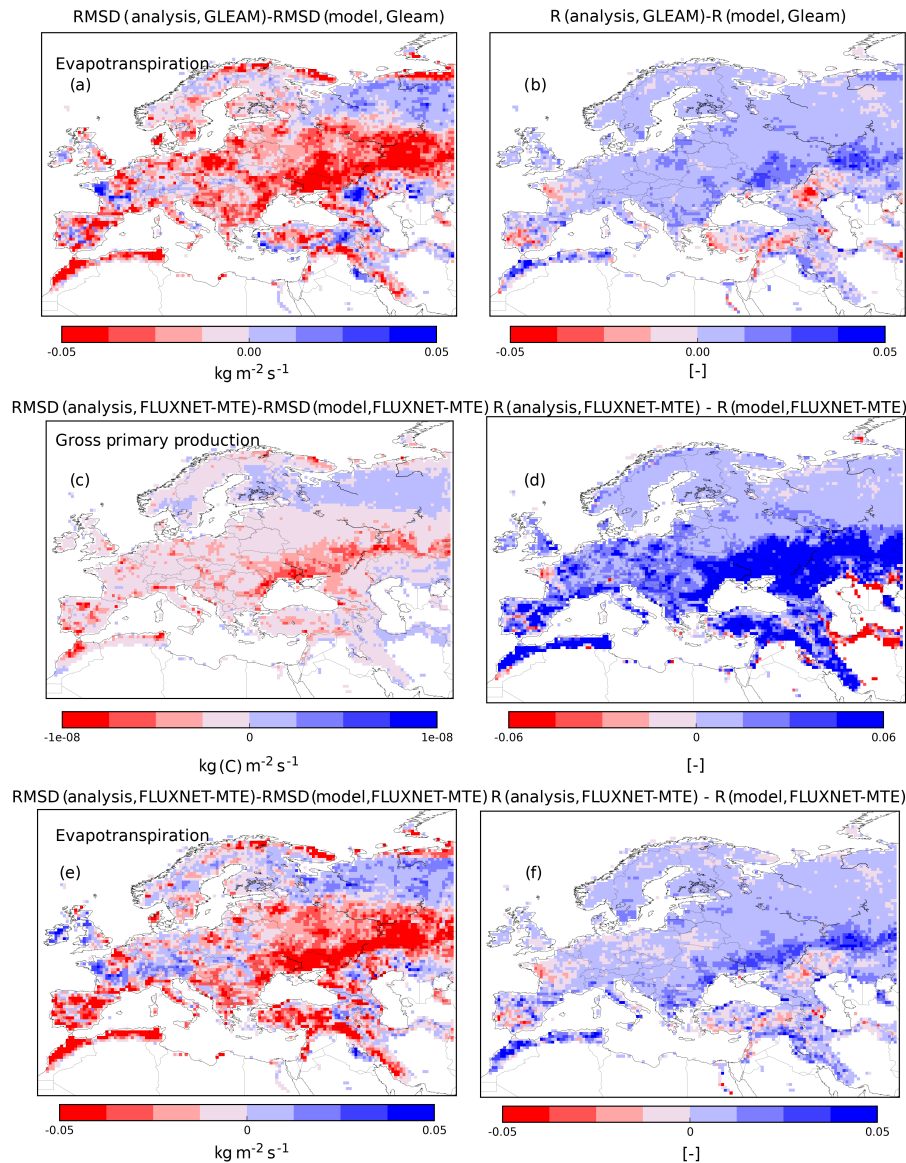 RMSD (analysis, GLEAM)-RMSD (model, Gleam)
R (analysis, GLEAM)-R (model, Gleam)
Evapotranspiration
(a)
(b)
-0.05 0.00 0.05
kg m⁻² s⁻¹
-0.05 0.00 0.05
[-]
RMSD (analysis, FLUXNET-MTE)-RMSD (model, FLUXNET-MTE)
R (analysis, FLUXNET-MTE) - R (model, FLUXNET-MTE)
Gross primary production
(c)
(d)
-1e-08 0 1e-08
kg (C) m⁻² s⁻¹
-0.06 0 0.06
[-]
RMSD (analysis, FLUXNET-MTE)-RMSD (model, FLUXNET-MTE)
R (analysis, FLUXNET-MTE) - R (model, FLUXNET-MTE)
Evapotranspiration
(e)
(f)
-0.05 0 0.05
kg m⁻² s⁻¹
-0.05 0 0.05
[-]